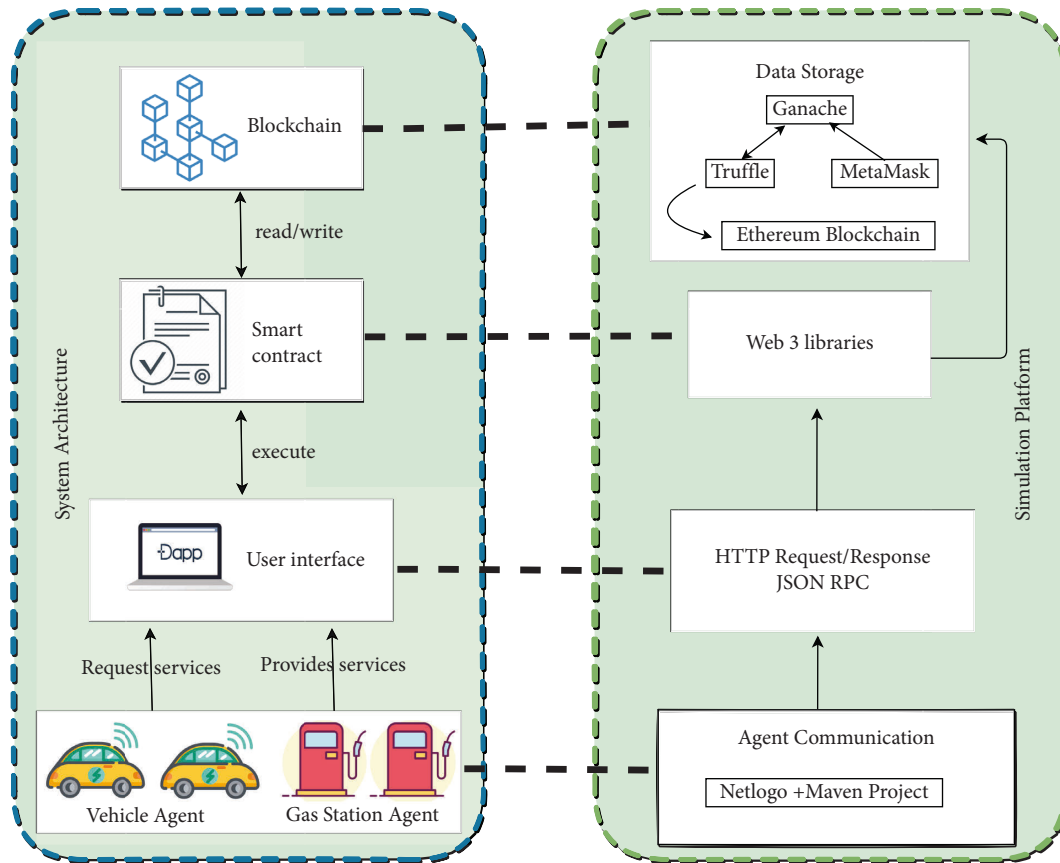 Blockchain
read/write
Smart
contract
execute
Dapp
User interface
Request services
Provides services
Vehicle Agent
Gas Station Agent
System Architecture
Data Storage
Ganache
Truffle
MetaMask
Ethereum Blockchain
Web 3 libraries
HTTP Request/Response
JSON RPC
Agent Communication
Netlogo +Maven Project
Simulation Platform